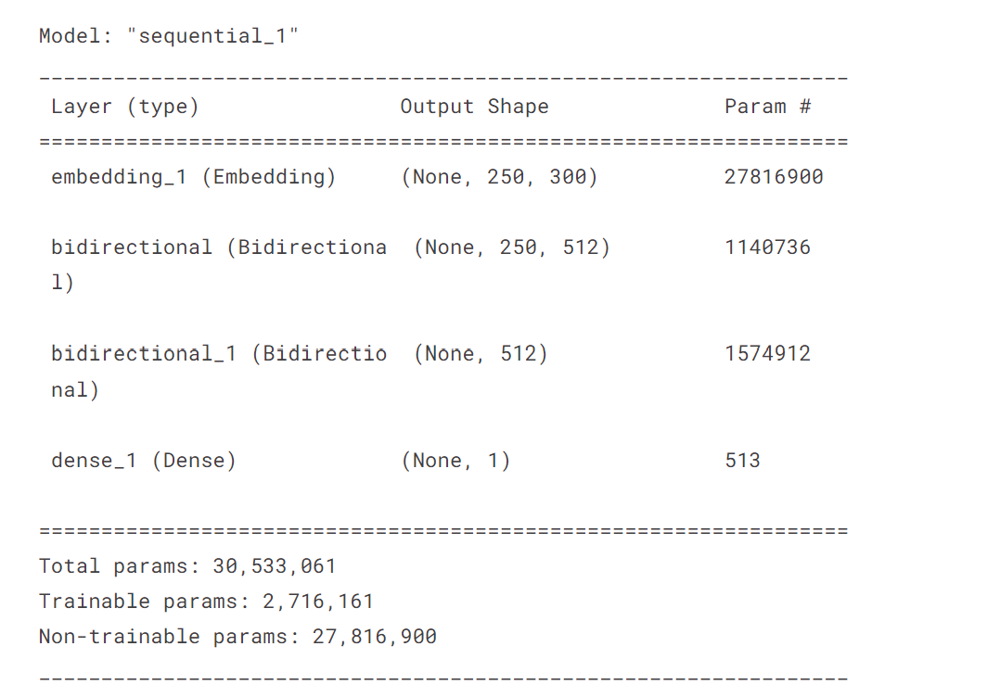 Model: "sequential_1"
_________________________________________________________________
Layer (type) Output Shape Param #
=================================================================
embedding_1 (Embedding) (None, 250, 300) 27816900
bidirectional (Bidirectiona (None, 250, 512) 1140736
l)
bidirectional_1 (Bidirectio (None, 512) 1574912
nal)
dense_1 (Dense) (None, 1) 513
=================================================================
Total params: 30,533,061
Trainable params: 2,716,161
Non-trainable params: 27,816,900
_________________________________________________________________